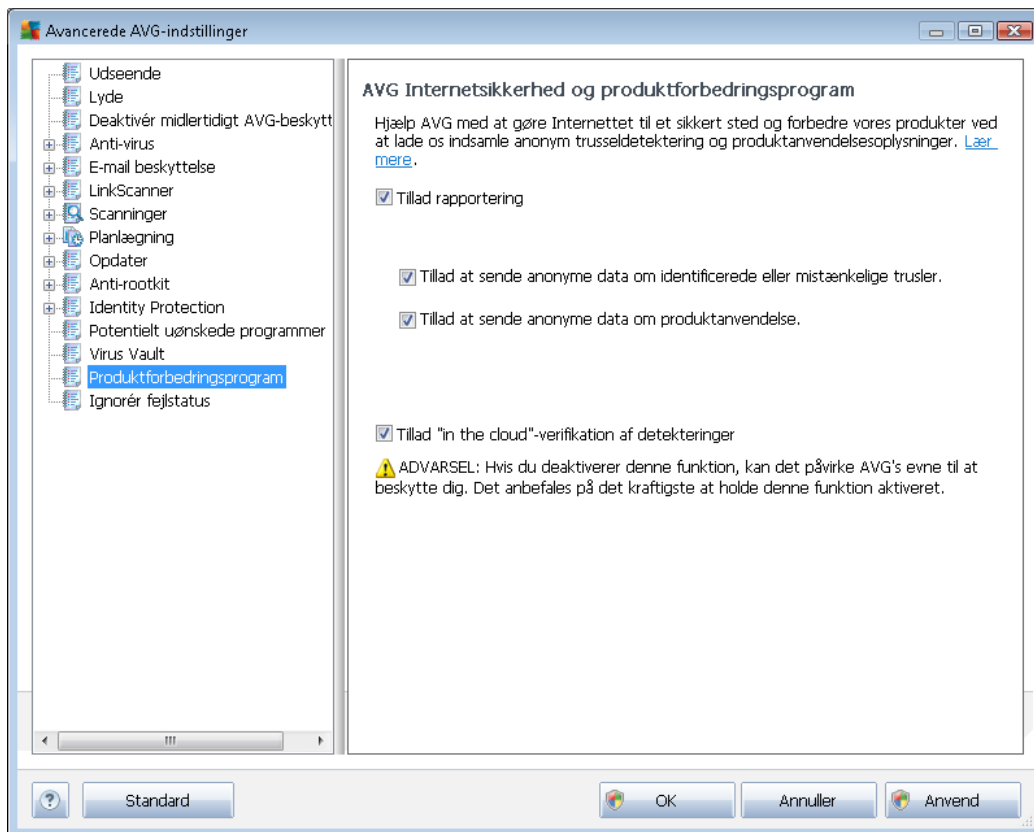 Avancerede AVG-indstillinger
Udseende
Lyde
Deaktivér midlertidigt AVG-beskytt
Anti-virus
E-mail beskyttelse
LinkScanner
Scanninger
Planlægning
Opdater
Anti-rootkit
Identity Protection
Potentielt uønskede programmer
Virus Vault
Produktforbedringsprogram
Ignorér fejlstatus
AVG Internetsikkerhed og produktforbedringsprogram
Hjælp AVG med at gøre Internettet til et sikkert sted og forbedre vores produkter ved
at lade os indsamle anonym trusseldetektering og produktanvendelsesoplysninger. Lær
mere.
Tillad rapportering
Tillad at sende anonyme data om identificerede eller mistænkelige trusler.
Tillad at sende anonyme data om produktanvendelse.
Tillad "in the cloud"-verifikation af detekteringer
ADVARSEL: Hvis du deaktiverer denne funktion, kan det påvirke AVG's evne til at
beskytte dig. Det anbefales på det kraftigste at holde denne funktion aktiveret.
?
Standard
OK
Annuller
Anvend